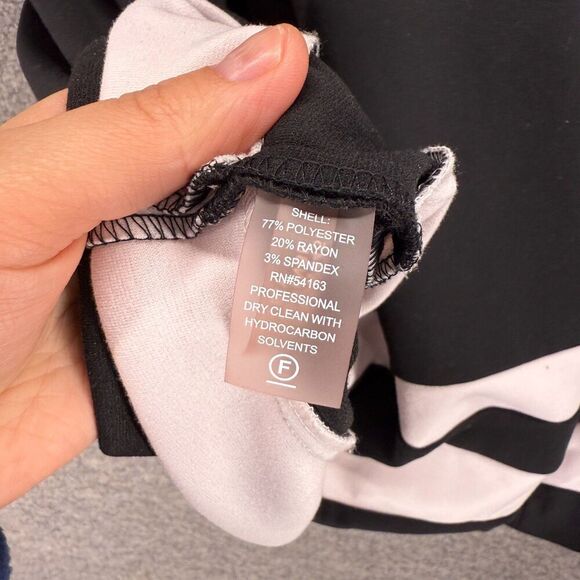 SHELL:
77% POLYESTER
20% RAYON
3% SPANDEX
RN#54163
PROFESSIONAL
DRY CLEAN WITH
HYDROCARBON
SOLVENTS
F